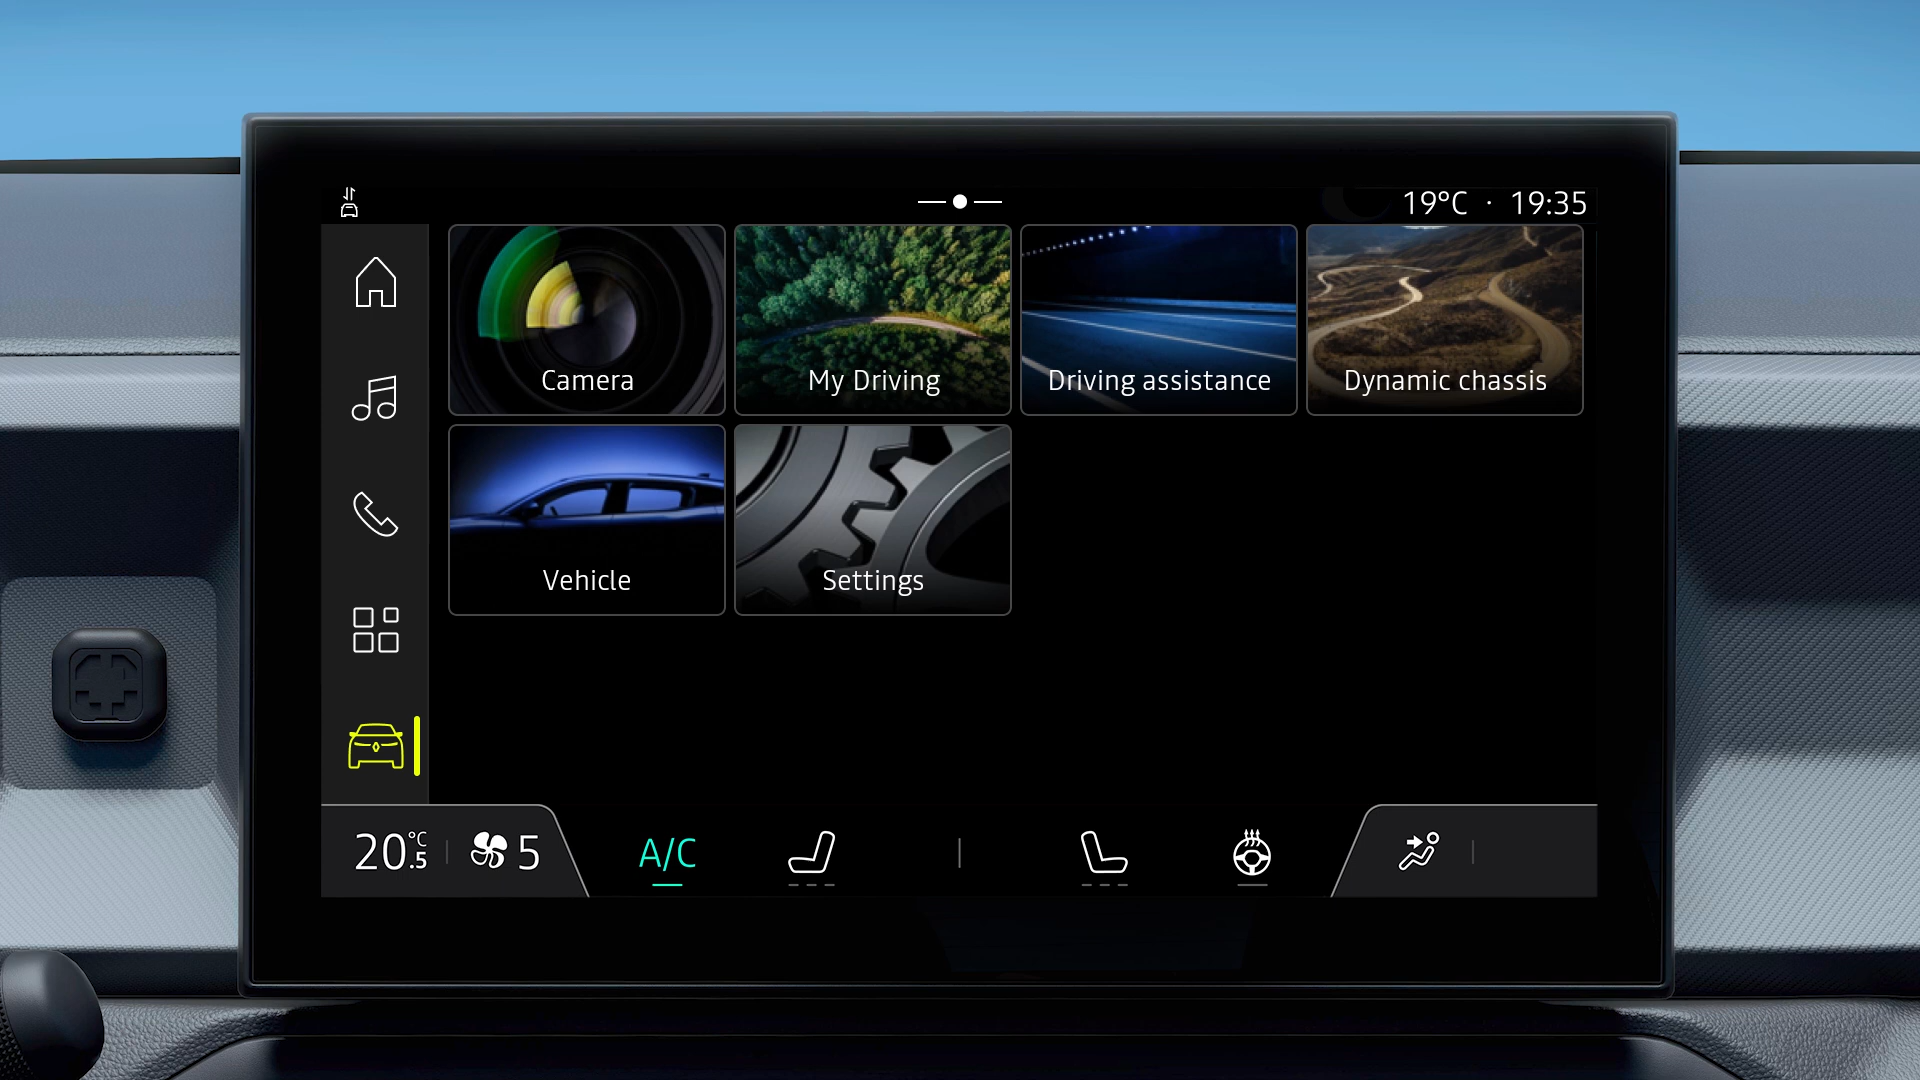 19°C · 19:35
Camera
My Driving
Driving assistance
Dynamic chassis
Vehicle
Settings
20.5°C
5
A/C